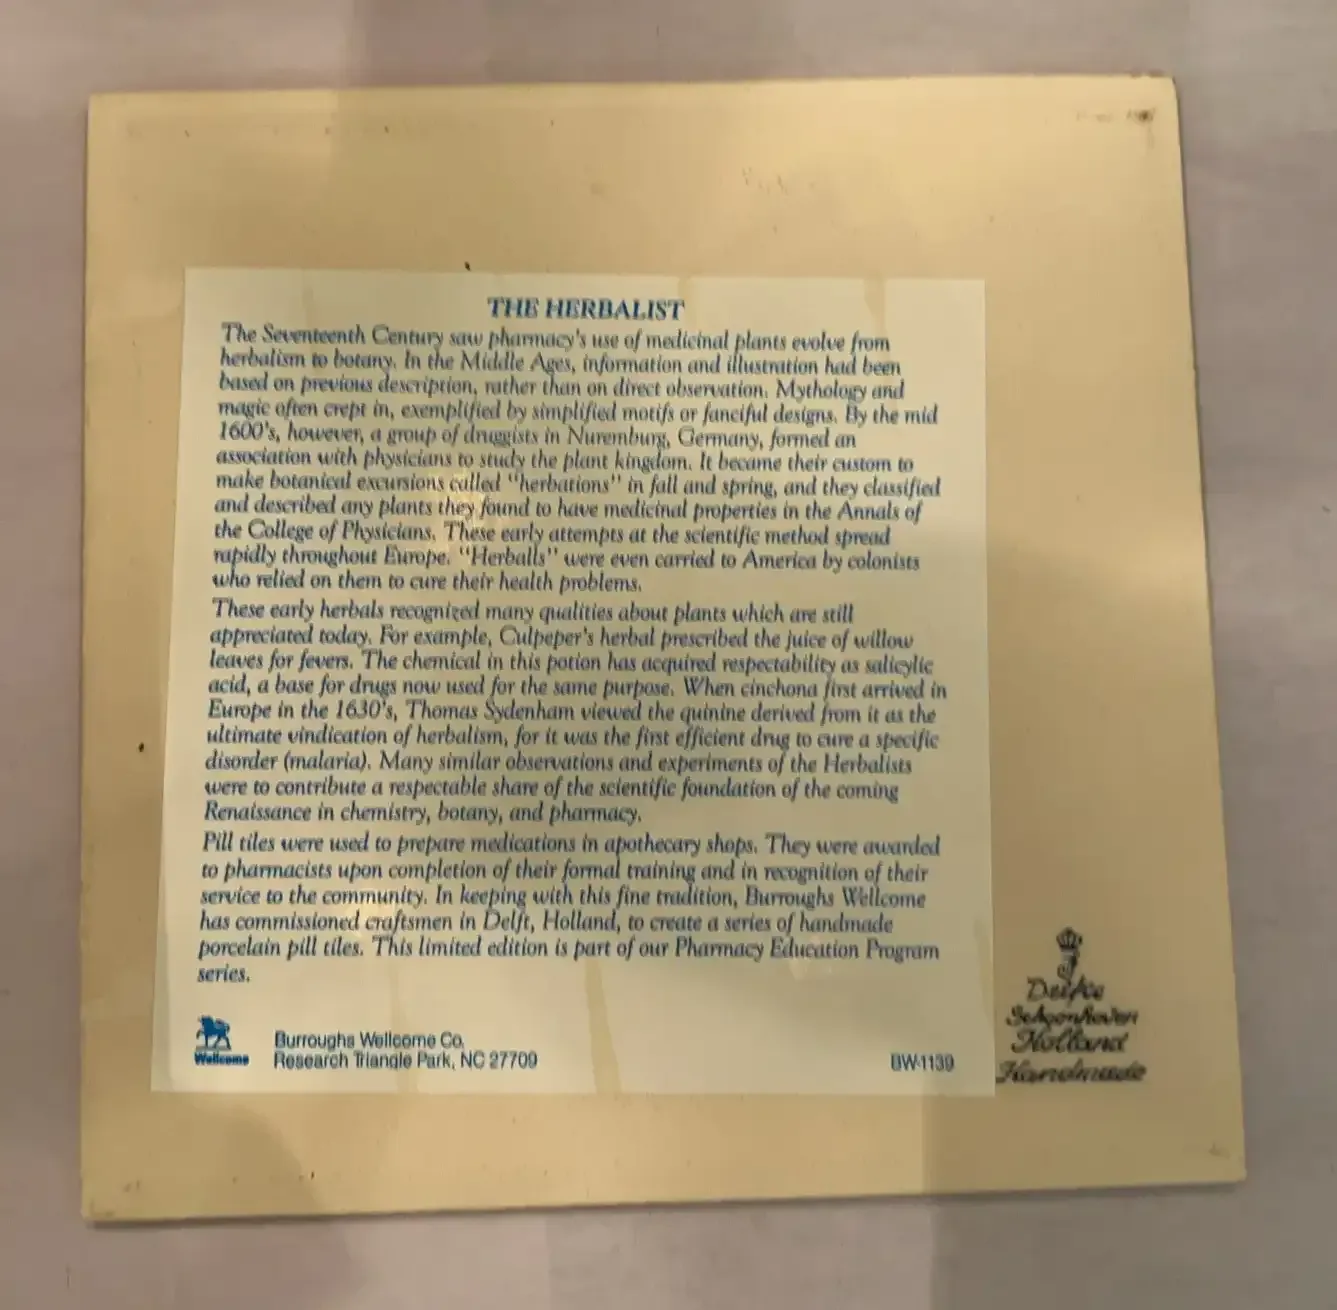 THE HERBALIST
The Seventeenth Century saw pharmacy's use of medicinal plants evolve from
herbalism to botany. In the Middle Ages, information and illustration had been
based on previous description, rather than on direct observation. Mythology and
magic often crept in, exemplified by simplified motifs or fanciful designs. By the mid
1600's, however, a group of druggists in Nuremburg, Germany, formed an
association with physicians to study the plant kingdom. It became their custom to
make botanical excursions called "herbations" in fall and spring, and they classified
and described any plants they found to have medicinal properties in the Annals of
the College of Physicians. These early attempts at the scientific method spread
rapidly throughout Europe. "Herballs" were even carried to America by colonists
who relied on them to cure their health problems.
These early herbals recognized many qualities about plants which are still
appreciated today. For example, Culpeper's herbal prescribed the juice of willow
leaves for fevers. The chemical in this potion has acquired respectability as salicylic
acid, a base for drugs now used for the same purpose. When cinchona first arrived in
Europe in the 1630's, Thomas Sydenham viewed the quinine derived from it as the
ultimate vindication of herbalism, for it was the first efficient drug to cure a specific
disorder (malaria). Many similar observations and experiments of the Herbalists
were to contribute a respectable share of the scientific foundation of the coming
Renaissance in chemistry, botany, and pharmacy.
Pill tiles were used to prepare medications in apothecary shops. They were awarded
to pharmacists upon completion of their formal training and in recognition of their
service to the community. In keeping with this fine tradition, Burroughs Wellcome
has commissioned craftsmen in Delft, Holland, to create a series of handmade
porcelain pill tiles. This limited edition is part of our Pharmacy Education Program
series.
Wellcome
Burroughs Wellcome Co.
Research Triangle Park, NC 27709
BW-1139
Schoonhoven
Holland
Handmade